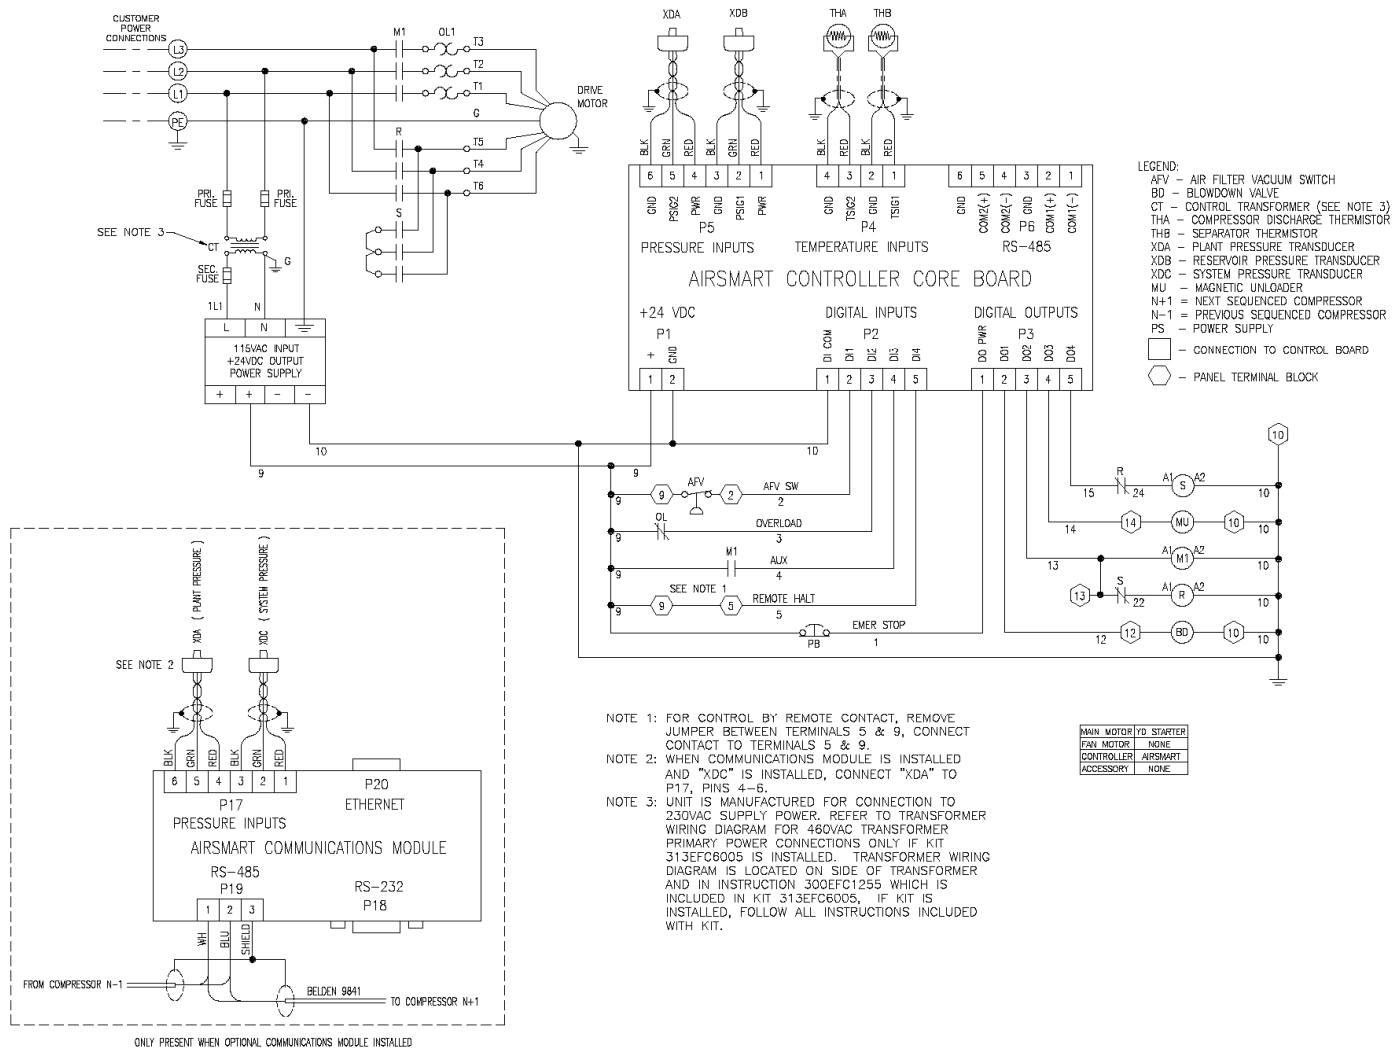 CUSTOMER
POWER
CONNECTIONS
L3
L2
L1
PE
M1
OL1
T3
T2
T1
G
DRIVE
MOTOR
R
T5
T4
T6
S
PRI.
FUSE
PRI.
FUSE
SEE NOTE 3
CT
G
SEC.
FUSE
1L1
N
L
N
115VAC INPUT
+24VDC OUTPUT
POWER SUPPLY
+ + − −
10
9
XDA
XDB
THA
THB
BLK
GRN
RED
BLK
GRN
RED
BLK
RED
BLK
RED
6 5 4 3 2 1
GND
PSIG2
PWR
GND
PSIG1
PWR
P5
PRESSURE INPUTS
4 3 2 1
GND
TSIG2
GND
TSIG1
P4
TEMPERATURE INPUTS
6 5 4 3 2 1
GND
COM2(+)
COM2(−)
GND
COM1(+)
COM1(−)
P6
RS-485
AIRSMART CONTROLLER CORE BOARD
+24 VDC
P1
+
GND
1 2
DIGITAL INPUTS
P2
DI COM
DI1
DI2
DI3
DI4
1 2 3 4 5
DIGITAL OUTPUTS
P3
DO PWR
DO1
DO2
DO3
DO4
1 2 3 4 5
LEGEND:
AFV − AIR FILTER VACUUM SWITCH
BD − BLOWDOWN VALVE
CT − CONTROL TRANSFORMER (SEE NOTE 3)
THA − COMPRESSOR DISCHARGE THERMISTOR
THB − SEPARATOR THERMISTOR
XDA − PLANT PRESSURE TRANSDUCER
XDB − RESERVOIR PRESSURE TRANSDUCER
XDC − SYSTEM PRESSURE TRANSDUCER
MU − MAGNETIC UNLOADER
N+1 = NEXT SEQUENCED COMPRESSOR
N-1 = PREVIOUS SEQUENCED COMPRESSOR
PS − POWER SUPPLY
− CONNECTION TO CONTROL BOARD
− PANEL TERMINAL BLOCK
10
9
10
9
9
AFV
2
AFV SW
2
9
OL
OVERLOAD
3
9
M1
AUX
4
9
SEE NOTE 1
9
5
REMOTE HALT
5
PB
EMER STOP
1
15
R
24
A1
S
A2
10
14
14
MU
10
10
13
A1
M1
A2
10
13
S
22
A1
R
A2
10
12
12
BD
10
10
XDA ( PLANT PRESSURE )
XDC ( SYSTEM PRESSURE )
SEE NOTE 2
BLK
GRN
RED
BLK
GRN
RED
6 5 4 3 2 1
P17
PRESSURE INPUTS
P20
ETHERNET
AIRSMART COMMUNICATIONS MODULE
RS-485
P19
1 2 3
RS-232
P18
WH
BLU
SHIELD
FROM COMPRESSOR N-1
BELDEN 9841
TO COMPRESSOR N+1
ONLY PRESENT WHEN OPTIONAL COMMUNICATIONS MODULE INSTALLED
NOTE 1: FOR CONTROL BY REMOTE CONTACT, REMOVE
JUMPER BETWEEN TERMINALS 5 & 9, CONNECT
CONTACT TO TERMINALS 5 & 9.
NOTE 2: WHEN COMMUNICATIONS MODULE IS INSTALLED
AND "XDC" IS INSTALLED, CONNECT "XDA" TO
P17, PINS 4-6.
NOTE 3: UNIT IS MANUFACTURED FOR CONNECTION TO
230VAC SUPPLY POWER. REFER TO TRANSFORMER
WIRING DIAGRAM FOR 460VAC TRANSFORMER
PRIMARY POWER CONNECTIONS ONLY IF KIT
313EFC6005 IS INSTALLED. TRANSFORMER WIRING
DIAGRAM IS LOCATED ON SIDE OF TRANSFORMER
AND IN INSTRUCTION 300EFC1255 WHICH IS
INCLUDED IN KIT 313EFC6005, IF KIT IS
INSTALLED, FOLLOW ALL INSTRUCTIONS INCLUDED
WITH KIT.
MAIN MOTOR YD STARTER
FAN MOTOR NONE
CONTROLLER AIRSMART
ACCESSORY NONE